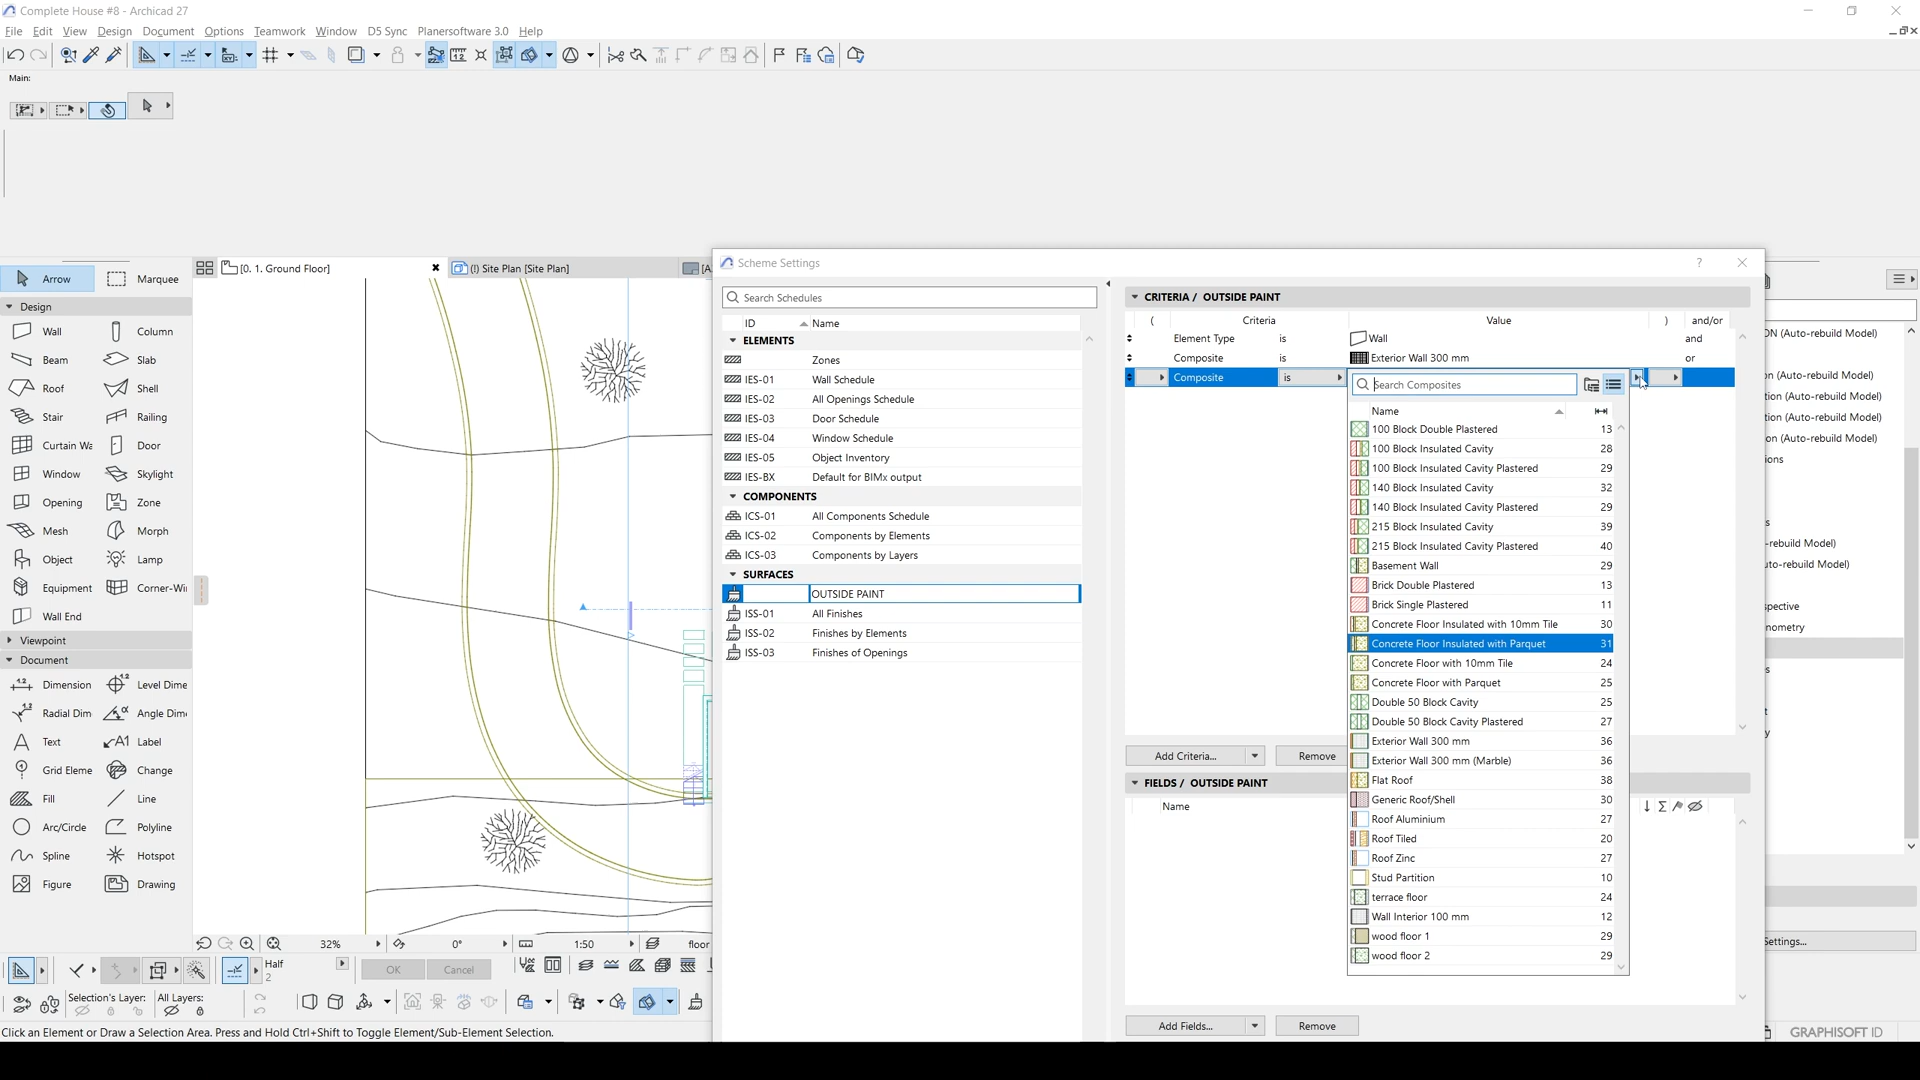 Complete House #8 - Archicad 27
File Edit View Design Document Options Teamwork Window D5 Sync Planersoftware 3.0 Help
Main:
Arrow Marquee
Design
Wall Column
Beam Slab
Roof Shell
Stair Railing
Curtain Wa Door
Window Skylight
Opening Zone
Mesh Morph
Object Lamp
Equipment Corner-Wi
Wall End
Viewpoint
Document
Dimension Level Dime
Radial Dim Angle Dim
Text Label
Grid Eleme Change
Fill Line
Arc/Circle Polyline
Spline Hotspot
Figure Drawing
[0. 1. Ground Floor] (!) Site Plan [Site Plan] [A
Scheme Settings
Search Schedules
ID Name
ELEMENTS
Zones
IES-01 Wall Schedule
IES-02 All Openings Schedule
IES-03 Door Schedule
IES-04 Window Schedule
IES-05 Object Inventory
IES-BX Default for BIMx output
COMPONENTS
ICS-01 All Components Schedule
ICS-02 Components by Elements
ICS-03 Components by Layers
SURFACES
OUTSIDE PAINT
ISS-01 All Finishes
ISS-02 Finishes by Elements
ISS-03 Finishes of Openings
CRITERIA / OUTSIDE PAINT
( Criteria Value ) and/or
Element Type is Wall and
Composite is Exterior Wall 300 mm or
Composite is
Search Composites
Name
100 Block Double Plastered 13
100 Block Insulated Cavity 28
100 Block Insulated Cavity Plastered 29
140 Block Insulated Cavity 32
140 Block Insulated Cavity Plastered 29
215 Block Insulated Cavity 39
215 Block Insulated Cavity Plastered 40
Basement Wall 29
Brick Double Plastered 13
Brick Single Plastered 11
Concrete Floor Insulated with 10mm Tile 30
Concrete Floor Insulated with Parquet 31
Concrete Floor with 10mm Tile 24
Concrete Floor with Parquet 25
Double 50 Block Cavity 25
Double 50 Block Cavity Plastered 27
Exterior Wall 300 mm 36
Exterior Wall 300 mm (Marble) 36
Flat Roof 38
Generic Roof/Shell 30
Roof Aluminium 27
Roof Tiled 20
Roof Zinc 27
Stud Partition 10
terrace floor 24
Wall Interior 100 mm 12
wood floor 1 29
wood floor 2 29
Add Criteria... Remove
FIELDS / OUTSIDE PAINT
Name
Add Fields... Remove
ON (Auto-rebuild Model)
n (Auto-rebuild Model)
tion (Auto-rebuild Model)
tion (Auto-rebuild Model)
on (Auto-rebuild Model)
ions
s
-rebuild Model)
uto-rebuild Model)
spective
nometry
s
t
y
Settings...
32% 0° 1:50 floor
Half
2
OK Cancel
Selection's Layer: All Layers:
Click an Element or Draw a Selection Area. Press and Hold Ctrl+Shift to Toggle Element/Sub-Element Selection.
GRAPHISOFT ID